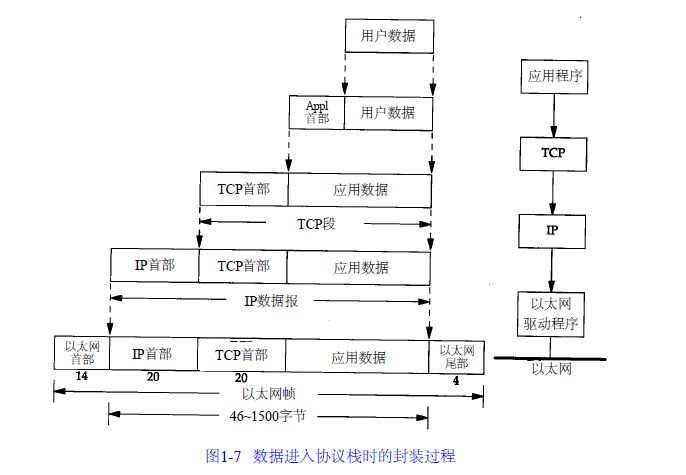 用户数据
Appl
首部
用户数据
应用程序
TCP首部
应用数据
TCP
TCP段
IP首部
TCP首部
应用数据
IP
IP数据报
以太网
驱动程序
以太网
首部
IP首部
TCP首部
应用数据
以太网
尾部
以太网
14
20
20
4
以太网帧
46~1500字节
图1-7 数据进入协议栈时的封装过程